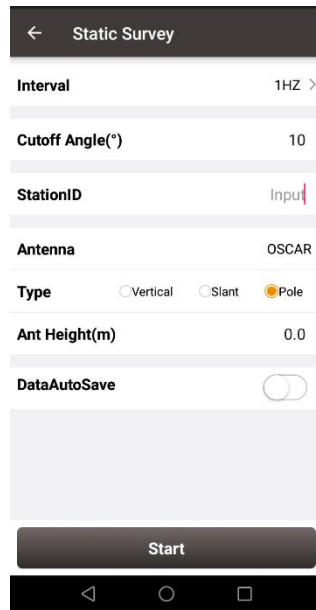 Static Survey
Interval 1HZ
Cutoff Angle(°) 10
StationID Input
Antenna OSCAR
Type Vertical Slant Pole
Ant Height(m) 0.0
DataAutoSave
Start